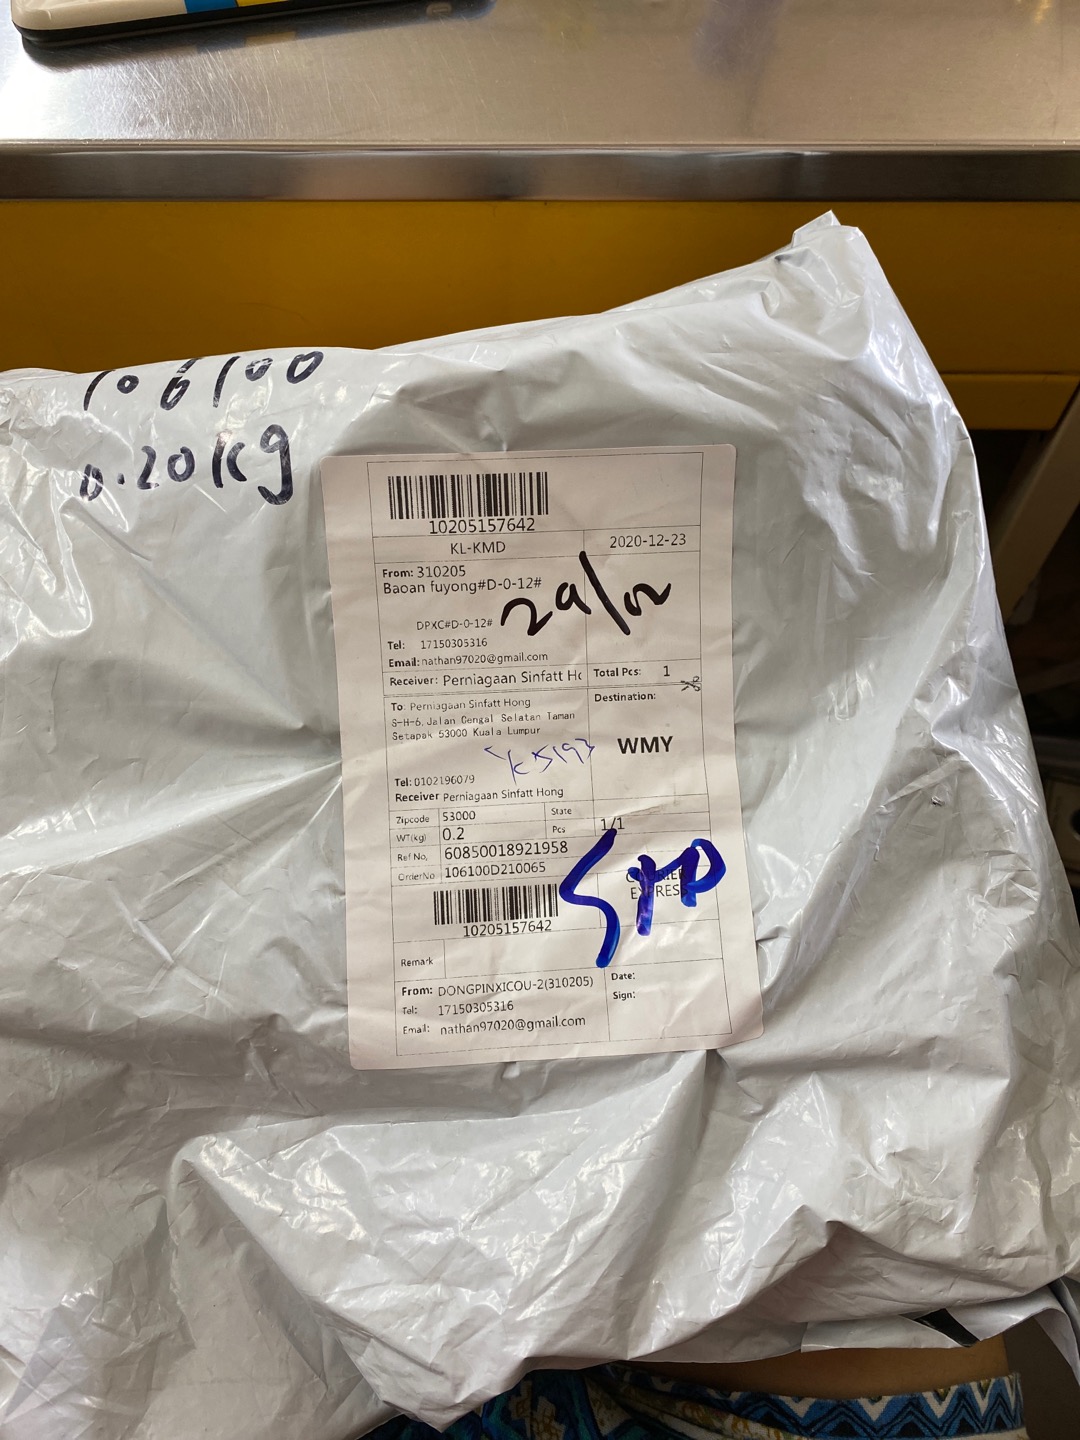 106100
0.20kg
10205157642
KL-KMD
2020-12-23
From: 310205
Baoan fuyong#D-0-12#
DPXC#D-0-12#
Tel: 17150305316
Email: nathan97020@gmail.com
Receiver: Perniagaan Sinfatt Ho
Total Pcs: 1
To: Perniagaan Sinfatt Hong
S-H-6, Jalan Gengal Selatan Taman
Setapak 53000 Kuala Lumpur
Destination:
WMY
Tel: 0102196079
Receiver Perniagaan Sinfatt Hong
Zipcode 53000 State
WT(kg) 0.2 Pcs 1/1
Ref No, 60850018921958
OrderNo 106100D210065
EXPRESS
10205157642
Remark
From: DONGPINXICOU-2(310205)
Tel: 17150305316
Email: nathan97020@gmail.com
Date:
Sign: